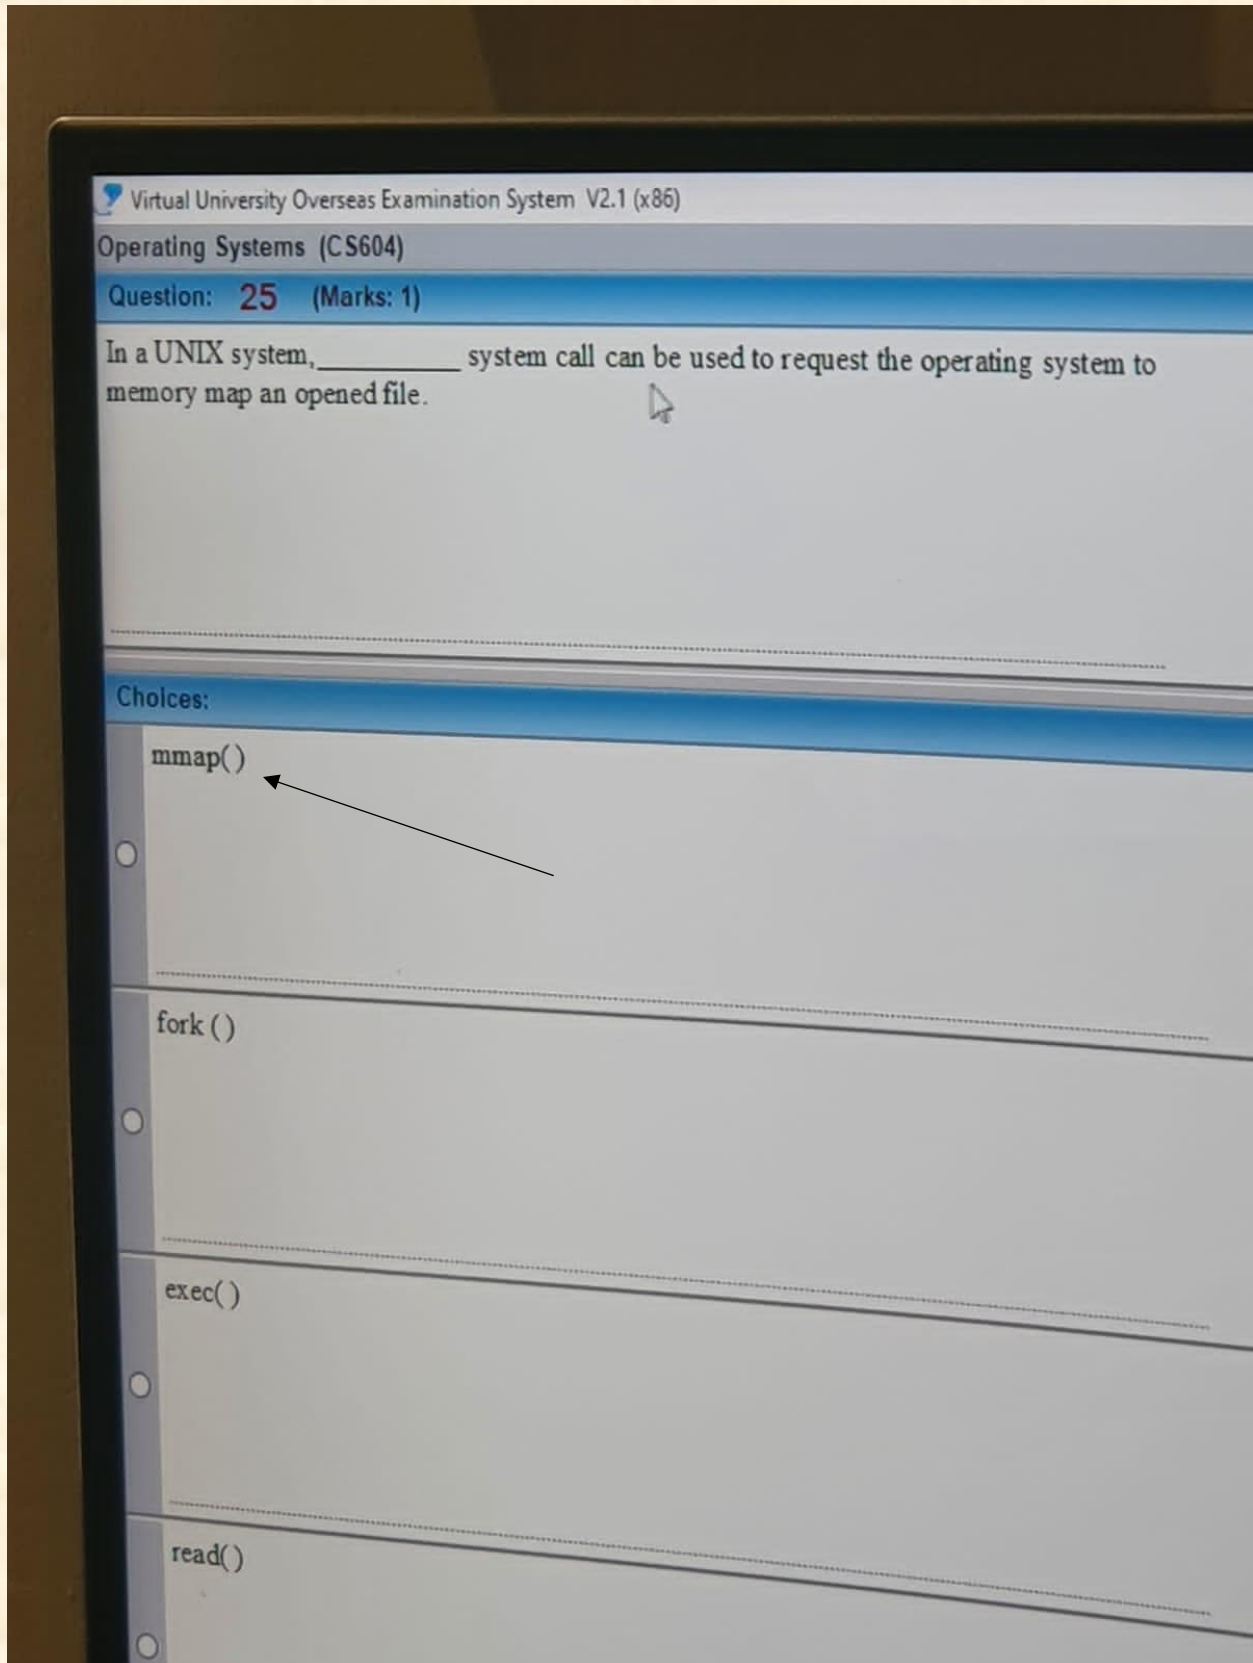 Virtual University Overseas Examination System V2.1 (x86)
Operating Systems (CS604)
Question: 25 (Marks: 1)
In a UNIX system,__________ system call can be used to request the operating system to
memory map an opened file.
Choices:
mmap( )
fork ( )
exec( )
read( )